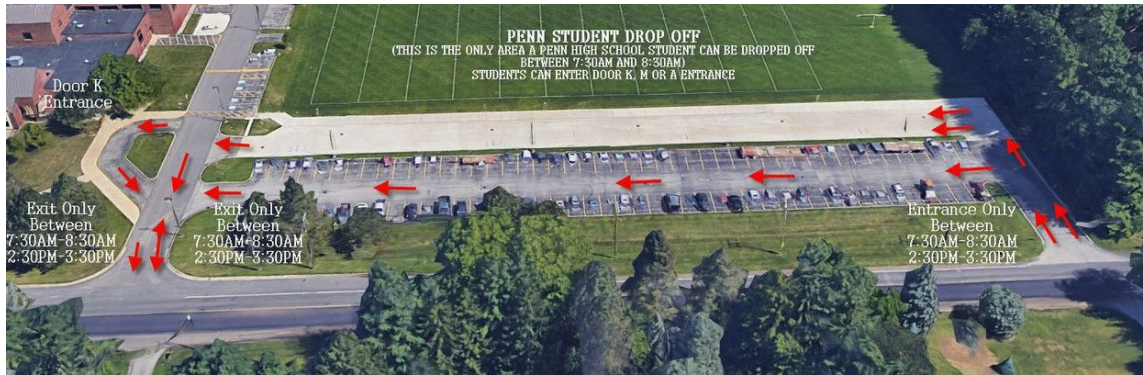 PENN STUDENT DROP OFF
(THIS IS THE ONLY AREA A PENN HIGH SCHOOL STUDENT CAN BE DROPPED OFF
BETWEEN 7:30AM AND 8:30AM)
STUDENTS CAN ENTER DOOR K, M OR A ENTRANCE
Door K
Entrance
Exit Only
Between
7:30AM-8:30AM
2:30PM-3:30PM
Exit Only
Between
7:30AM-8:30AM
2:30PM-3:30PM
Entrance Only
Between
7:30AM-8:30AM
2:30PM-3:30PM